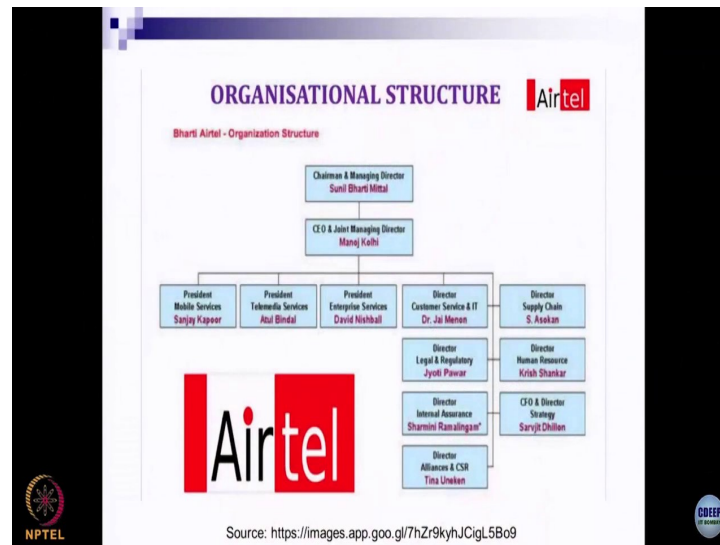 ORGANISATIONAL STRUCTURE
Airtel
Bharti Airtel - Organization Structure
Chairman & Managing Director
Sunil Bharti Mittal
CEO & Joint Managing Director
Manoj Kolhi
President
Mobile Services
Sanjay Kapoor
President
Telemedia Services
Atul Bindal
President
Enterprise Services
David Nishball
Director
Customer Service & IT
Dr. Jai Menon
Director
Supply Chain
S. Asokan
Director
Legal & Regulatory
Jyoti Pawar
Director
Human Resource
Krish Shankar
Director
Internal Assurance
Sharmini Ramalingam"
CFO & Director
Strategy
Sarvjit Dhillon
Director
Alliances & CSR
Tina Uneken
Airtel
Source: https://images.app.goo.gl/7hZr9kyhJCigL5Bo9
NPTEL
CDEEP
IIT BOMBAY